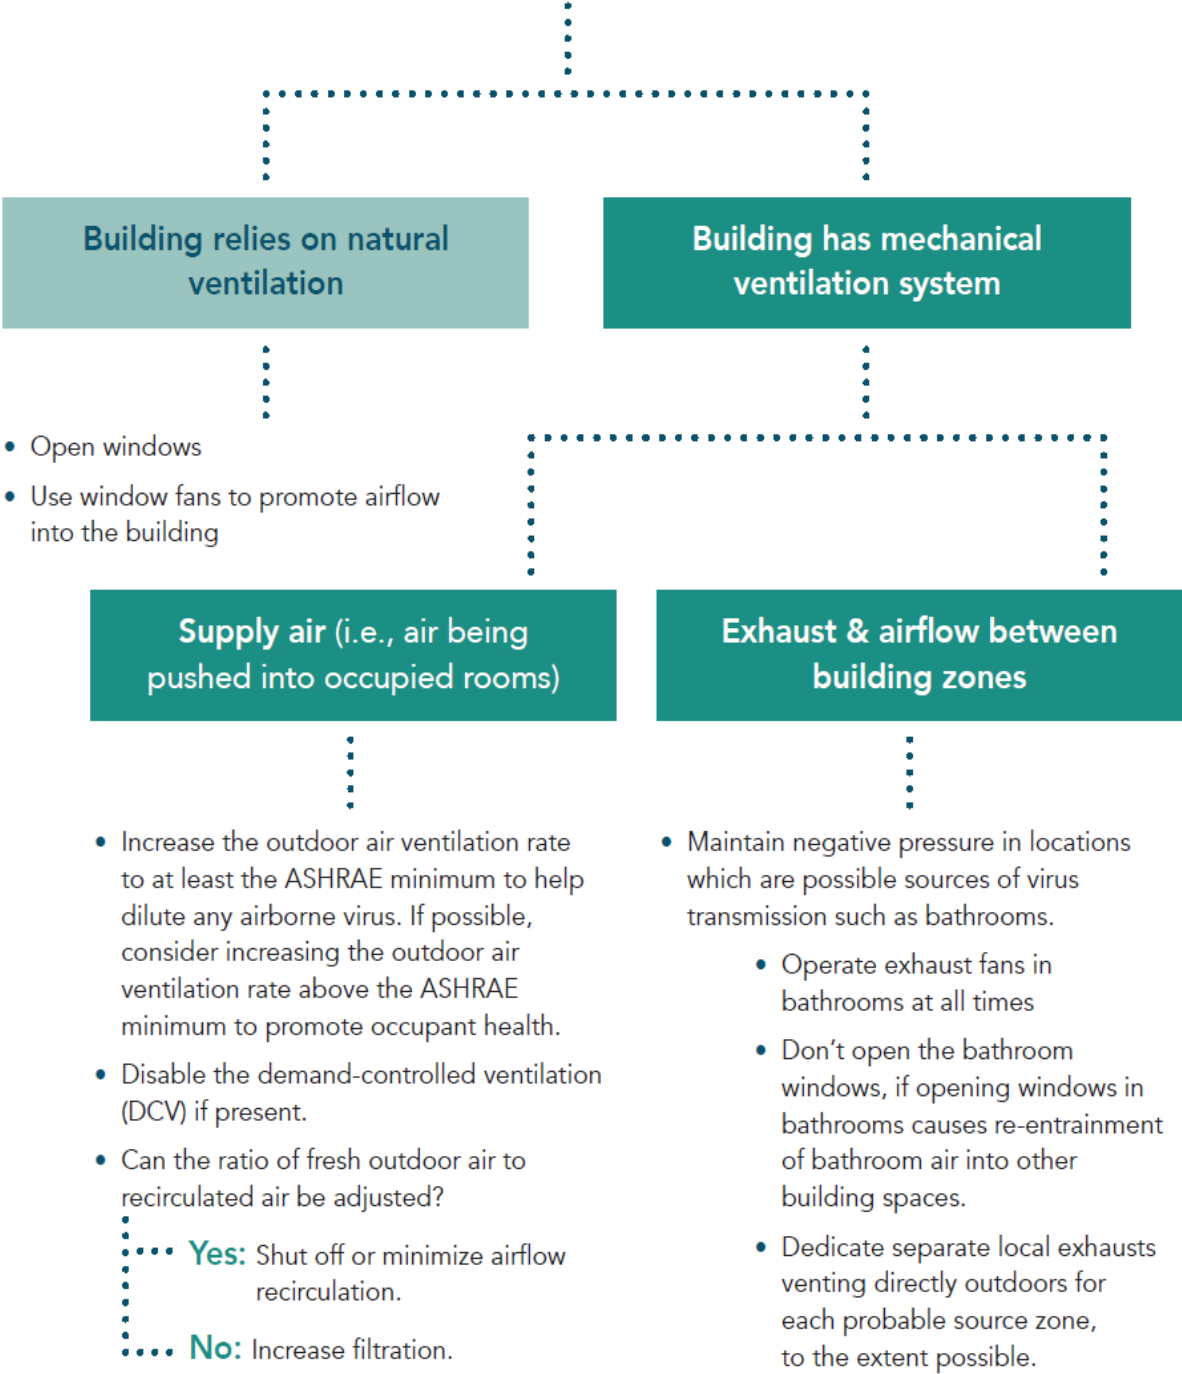 Building relies on natural
ventilation
Building has mechanical
ventilation system
• Open windows
• Use window fans to promote airflow
into the building
Supply air (i.e., air being
pushed into occupied rooms)
Exhaust & airflow between
building zones
• Increase the outdoor air ventilation rate
to at least the ASHRAE minimum to help
dilute any airborne virus. If possible,
consider increasing the outdoor air
ventilation rate above the ASHRAE
minimum to promote occupant health.
• Disable the demand-controlled ventilation
(DCV) if present.
• Can the ratio of fresh outdoor air to
recirculated air be adjusted?
Yes: Shut off or minimize airflow
recirculation.
No: Increase filtration.
• Maintain negative pressure in locations
which are possible sources of virus
transmission such as bathrooms.
• Operate exhaust fans in
bathrooms at all times
• Don’t open the bathroom
windows, if opening windows in
bathrooms causes re-entrainment
of bathroom air into other
building spaces.
• Dedicate separate local exhausts
venting directly outdoors for
each probable source zone,
to the extent possible.